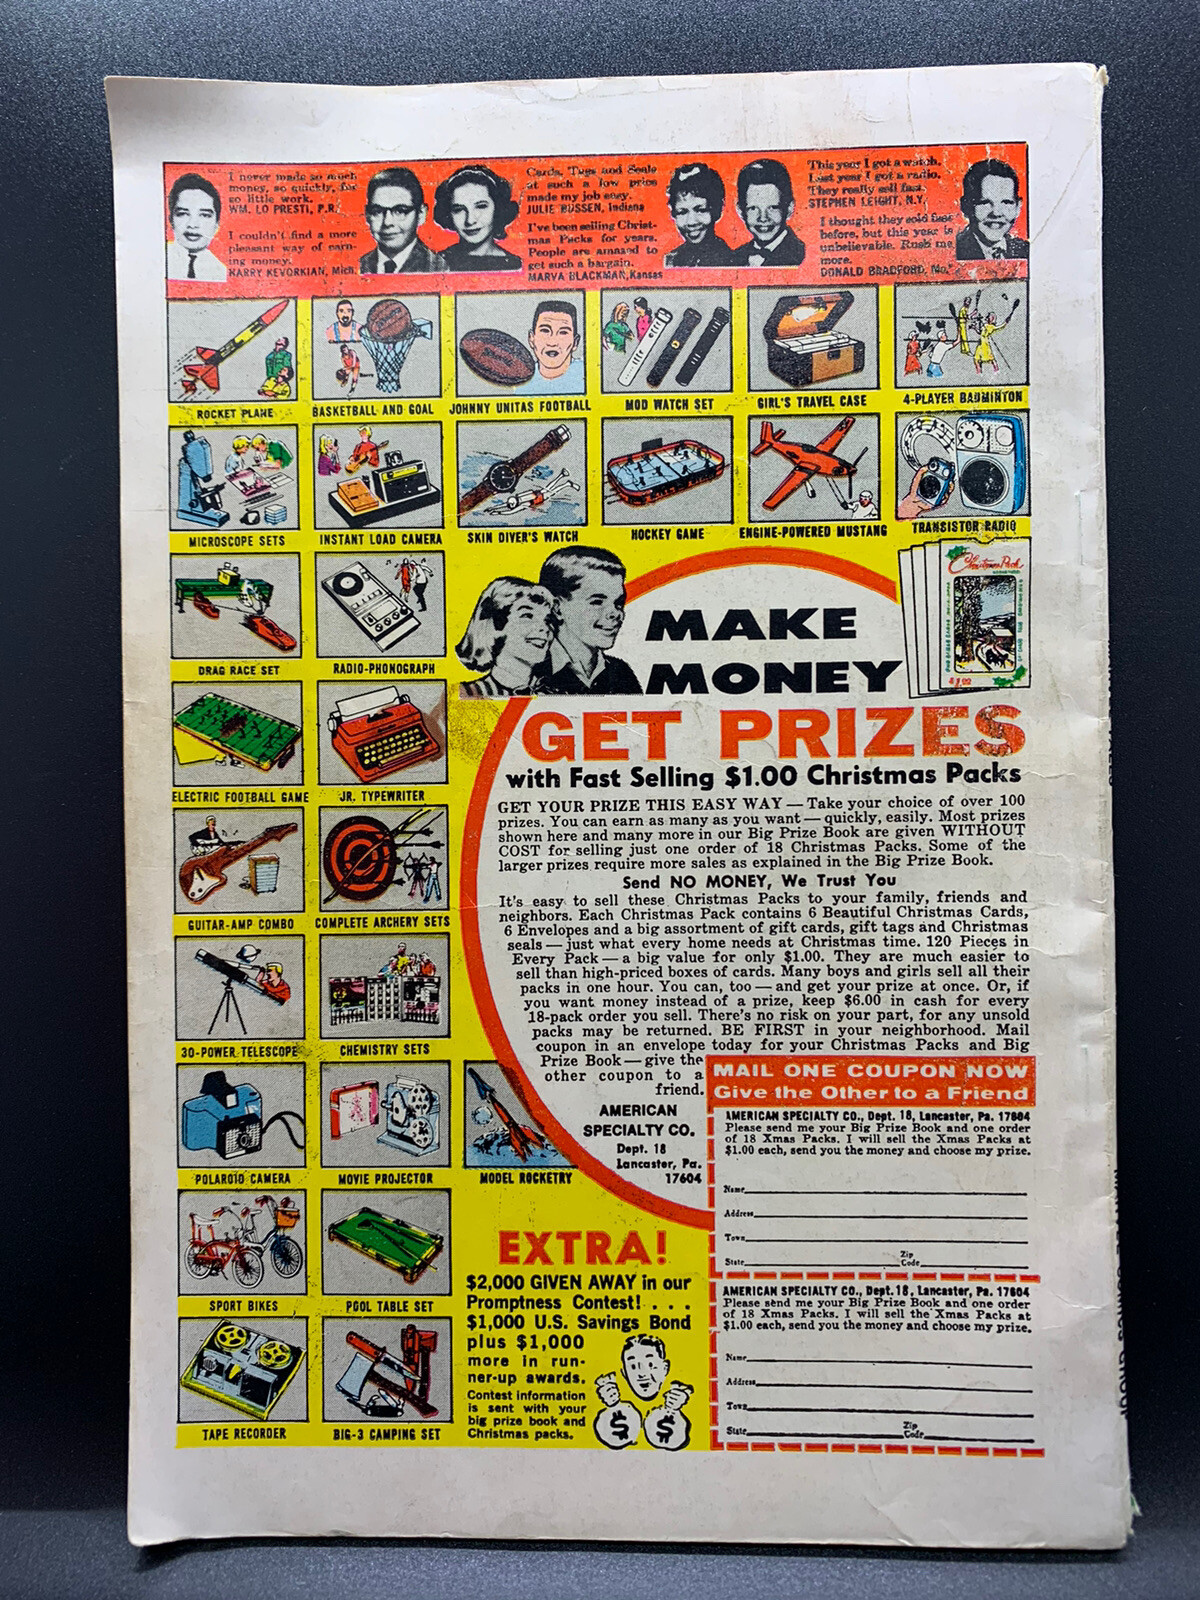 I never made so much
money, so quickly, for
so little work.
WM. LO PRESTI, P.R.
I couldn't find a more
pleasant way of earn-
ing money.
HARRY KEVORKIAN, Mich.
Cards, Tags and Seals
at such a low price
made my job easy.
JULIE BUSSEN, Indiana
I've been selling Christ-
mas Packs for years.
People are amazed to
get such a bargain.
MARVA BLACKMAN, Kansas
This year I got a watch.
Last year I got a radio.
They really sell fast.
STEPHEN LEIGHT, N.Y.
I thought they sold fast
before, but this year is
unbelievable. Rush me
more.
DONALD BRADFORD, Mo.
ROCKET PLANE
BASKETBALL AND GOAL
JOHNNY UNITAS FOOTBALL
MOD WATCH SET
GIRL'S TRAVEL CASE
4-PLAYER BADMINTON
MICROSCOPE SETS
INSTANT LOAD CAMERA
SKIN DIVER'S WATCH
HOCKEY GAME
ENGINE-POWERED MUSTANG
TRANSISTOR RADIO
DRAG RACE SET
RADIO-PHONOGRAPH
ELECTRIC FOOTBALL GAME
JR. TYPEWRITER
GUITAR-AMP COMBO
COMPLETE ARCHERY SETS
30-POWER TELESCOPE
CHEMISTRY SETS
POLAROID CAMERA
MOVIE PROJECTOR
MODEL ROCKETRY
SPORT BIKES
POOL TABLE SET
TAPE RECORDER
BIG-3 CAMPING SET
Christmas Pack
$1.00
MAKE
MONEY
GET PRIZES
with Fast Selling $1.00 Christmas Packs
GET YOUR PRIZE THIS EASY WAY — Take your choice of over 100
prizes. You can earn as many as you want — quickly, easily. Most prizes
shown here and many more in our Big Prize Book are given WITHOUT
COST for selling just one order of 18 Christmas Packs. Some of the
larger prizes require more sales as explained in the Big Prize Book.
Send NO MONEY, We Trust You
It's easy to sell these Christmas Packs to your family, friends and
neighbors. Each Christmas Pack contains 6 Beautiful Christmas Cards,
6 Envelopes and a big assortment of gift cards, gift tags and Christmas
seals — just what every home needs at Christmas time. 120 Pieces in
Every Pack — a big value for only $1.00. They are much easier to
sell than high-priced boxes of cards. Many boys and girls sell all their
packs in one hour. You can, too — and get your prize at once. Or, if
you want money instead of a prize, keep $6.00 in cash for every
18-pack order you sell. There's no risk on your part, for any unsold
packs may be returned. BE FIRST in your neighborhood. Mail
coupon in an envelope today for your Christmas Packs and Big
Prize Book — give the
other coupon to a
friend.
AMERICAN
SPECIALTY CO.
Dept. 18
Lancaster, Pa.
17604
EXTRA!
$2,000 GIVEN AWAY in our
Promptness Contest! . . .
$1,000 U.S. Savings Bond
plus $1,000
more in run-
ner-up awards.
Contest information
is sent with your
big prize book and
Christmas packs.
$ $
MAIL ONE COUPON NOW
Give the Other to a Friend
AMERICAN SPECIALTY CO., Dept. 18, Lancaster, Pa. 17604
Please send me your Big Prize Book and one order
of 18 Xmas Packs. I will sell the Xmas Packs at
$1.00 each, send you the money and choose my prize.
Name
Address
Town
State Zip Code
AMERICAN SPECIALTY CO., Dept. 18, Lancaster, Pa. 17604
Please send me your Big Prize Book and one order
of 18 Xmas Packs. I will sell the Xmas Packs at
$1.00 each, send you the money and choose my prize.
Name
Address
Town
State Zip Code